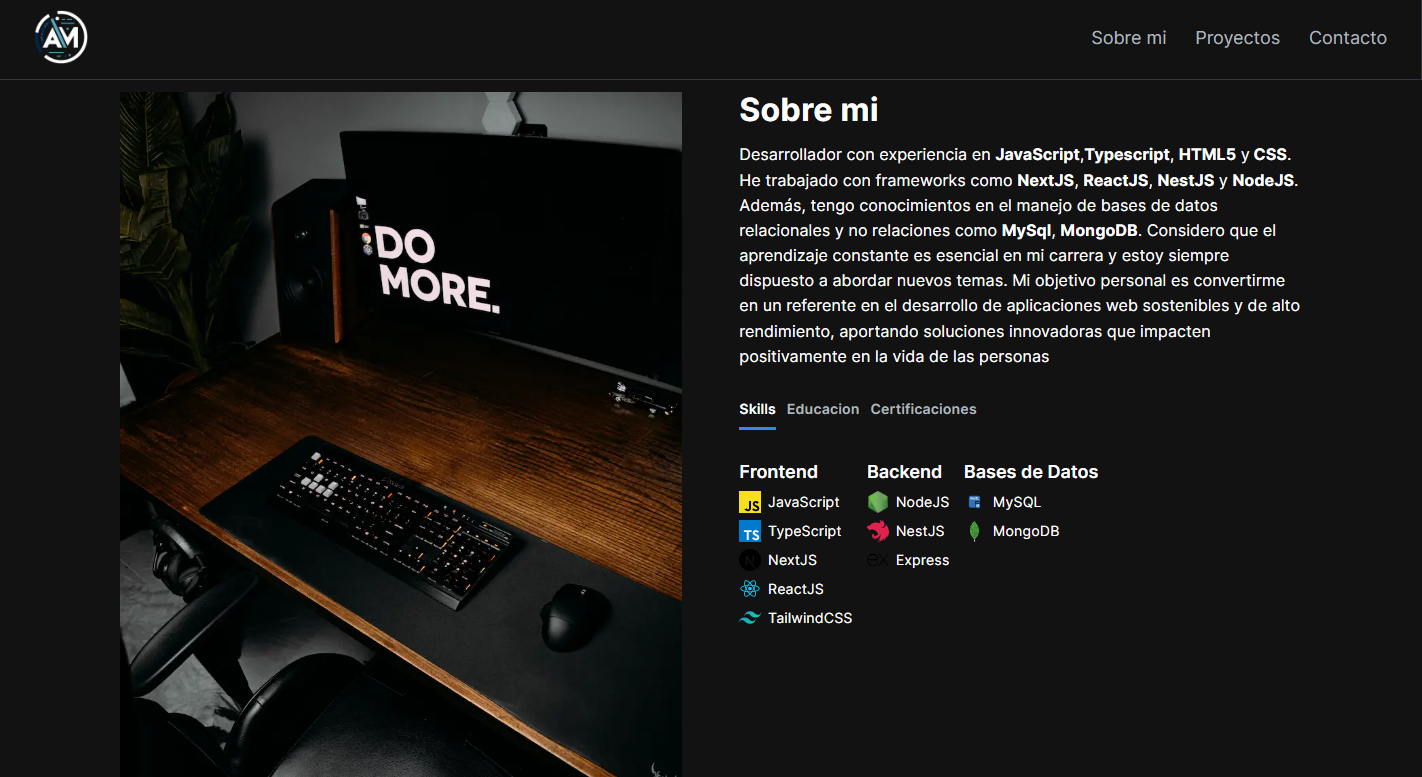 AM
Sobre mi Proyectos Contacto
DO
MORE.
Sobre mi
Desarrollador con experiencia en JavaScript,Typescript, HTML5 y CSS.
He trabajado con frameworks como NextJS, ReactJS, NestJS y NodeJS.
Además, tengo conocimientos en el manejo de bases de datos
relacionales y no relaciones como MySql, MongoDB. Considero que el
aprendizaje constante es esencial en mi carrera y estoy siempre
dispuesto a abordar nuevos temas. Mi objetivo personal es convertirme
en un referente en el desarrollo de aplicaciones web sostenibles y de alto
rendimiento, aportando soluciones innovadoras que impacten
positivamente en la vida de las personas
Skills Educacion Certificaciones
Frontend Backend Bases de Datos
JS JavaScript NodeJS MySQL
TS TypeScript NestJS MongoDB
N NextJS ex Express
ReactJS
TailwindCSS